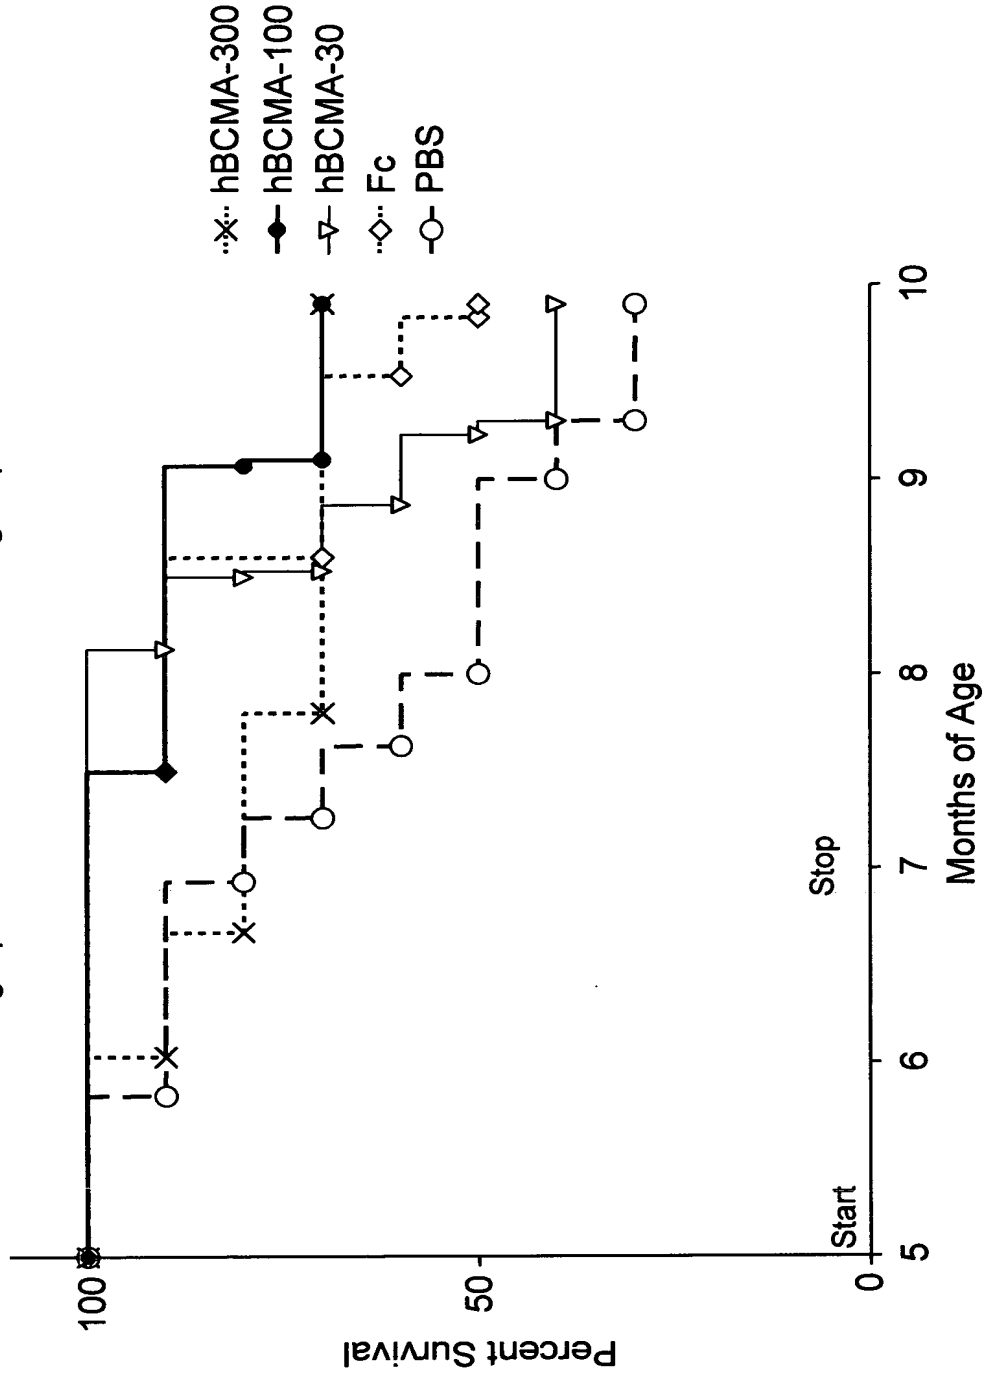 hBCMA-300
hBCMA-100
hBCMA-30
Fc
PBS
100
50
0
Percent Survival
Start
Stop
5
6
7
8
9
10
Months of Age